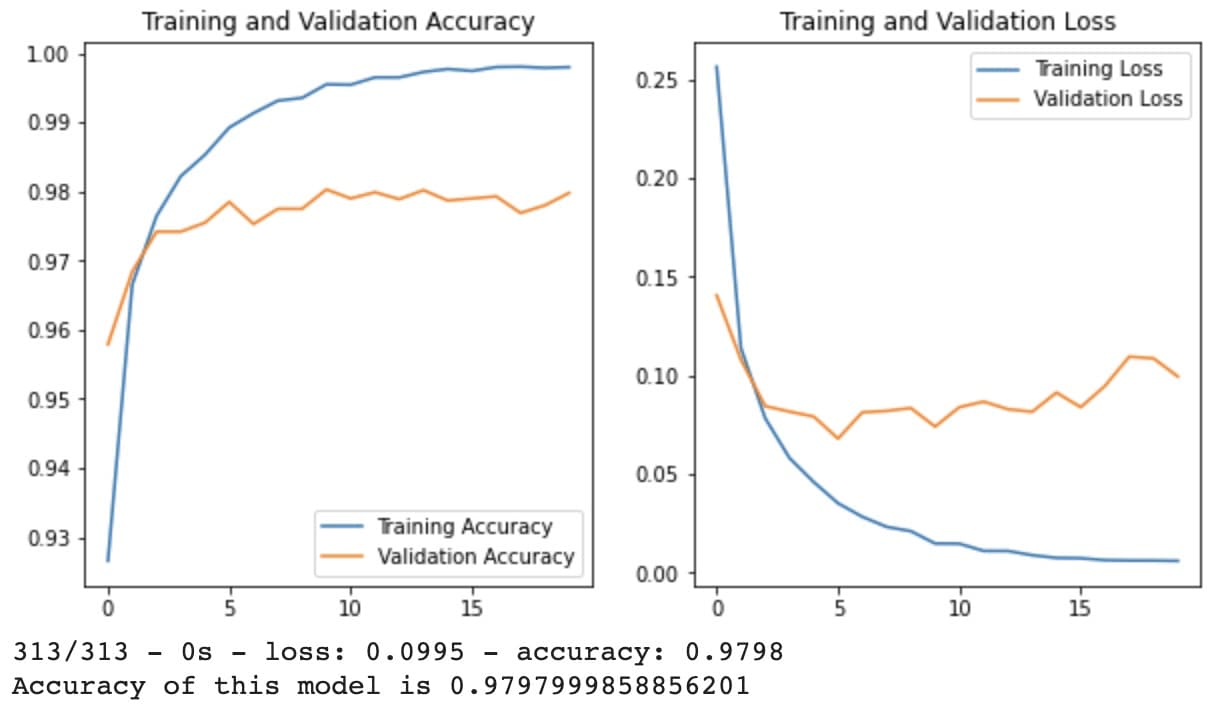 Training and Validation Accuracy
1.00
0.99
0.98
0.97
0.96
0.95
0.94
0.93
Training Accuracy
Validation Accuracy
0 5 10 15
Training and Validation Loss
Training Loss
Validation Loss
0.25
0.20
0.15
0.10
0.05
0.00
0 5 10 15
313/313 - 0s - loss: 0.0995 - accuracy: 0.9798
Accuracy of this model is 0.9797999858856201